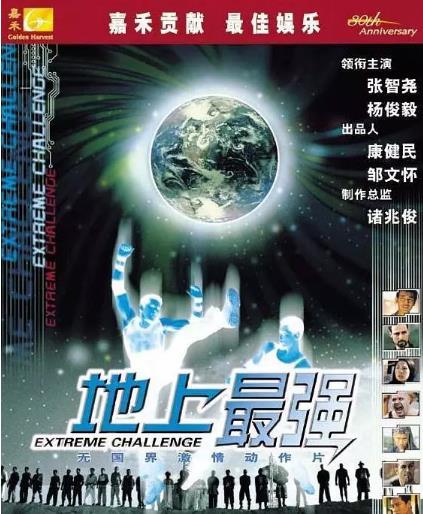 嘉禾
Golden Harvest
嘉禾贡献 最佳娱乐
30th
Anniversary
领衔主演
张智尧
杨俊毅
出品人
康健民
邹文怀
制作总监
诸兆俊
EXTREME CHALLENGE
EXTREME CHALLENGE
EXTREME CHALLENGE
地上最强
EXTREME CHALLENGE
无国界激情动作片